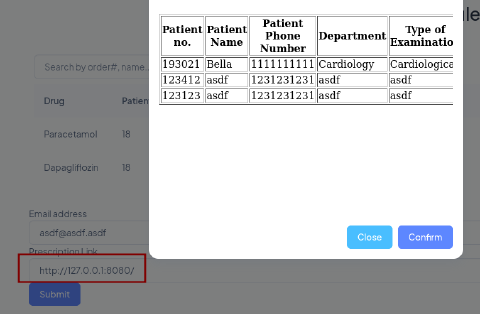 ule
Patient no.
Patient Name
Patient Phone Number
Department
Type of Examinatio
193021 Bella 1111111111 Cardiology Cardiologica
123412 asdf 1231231231 asdf asdf
123123 asdf 1231231231 asdf asdf
Search by order#, name...
Drug Patien
Paracetamol 18
Dapagliflozin 18
Email address
asdf@asdf.asdf
Prescription Link
http://127.0.0.1:8080/
Submit
Close Confirm